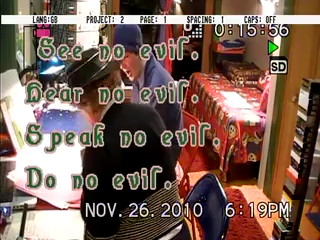 LANG:GB PROJECT: 2 PAGE: 1 SPACING: 1 CAPS: OFF
0:15:56
SD
See no evil.
Hear no evil.
Speak no evil.
Do no evil.
NOV. 26. 2010 6:19PM